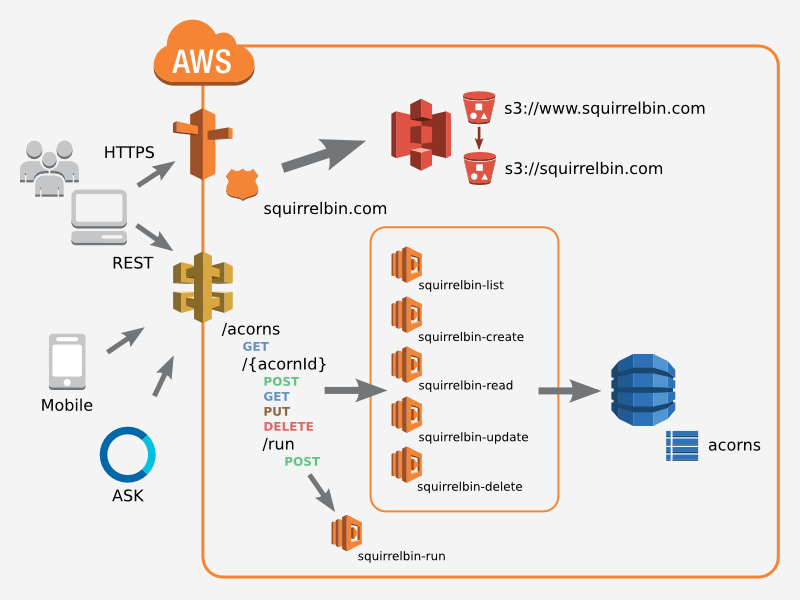 AWS
HTTPS
s3://www.squirrelbin.com
s3://squirrelbin.com
squirrelbin.com
REST
squirrelbin-list
/acorns
GET
squirrelbin-create
/{acornId}
POST
GET
PUT
DELETE
squirrelbin-read
Mobile
squirrelbin-update
/run
POST
acorns
squirrelbin-delete
ASK
squirrelbin-run